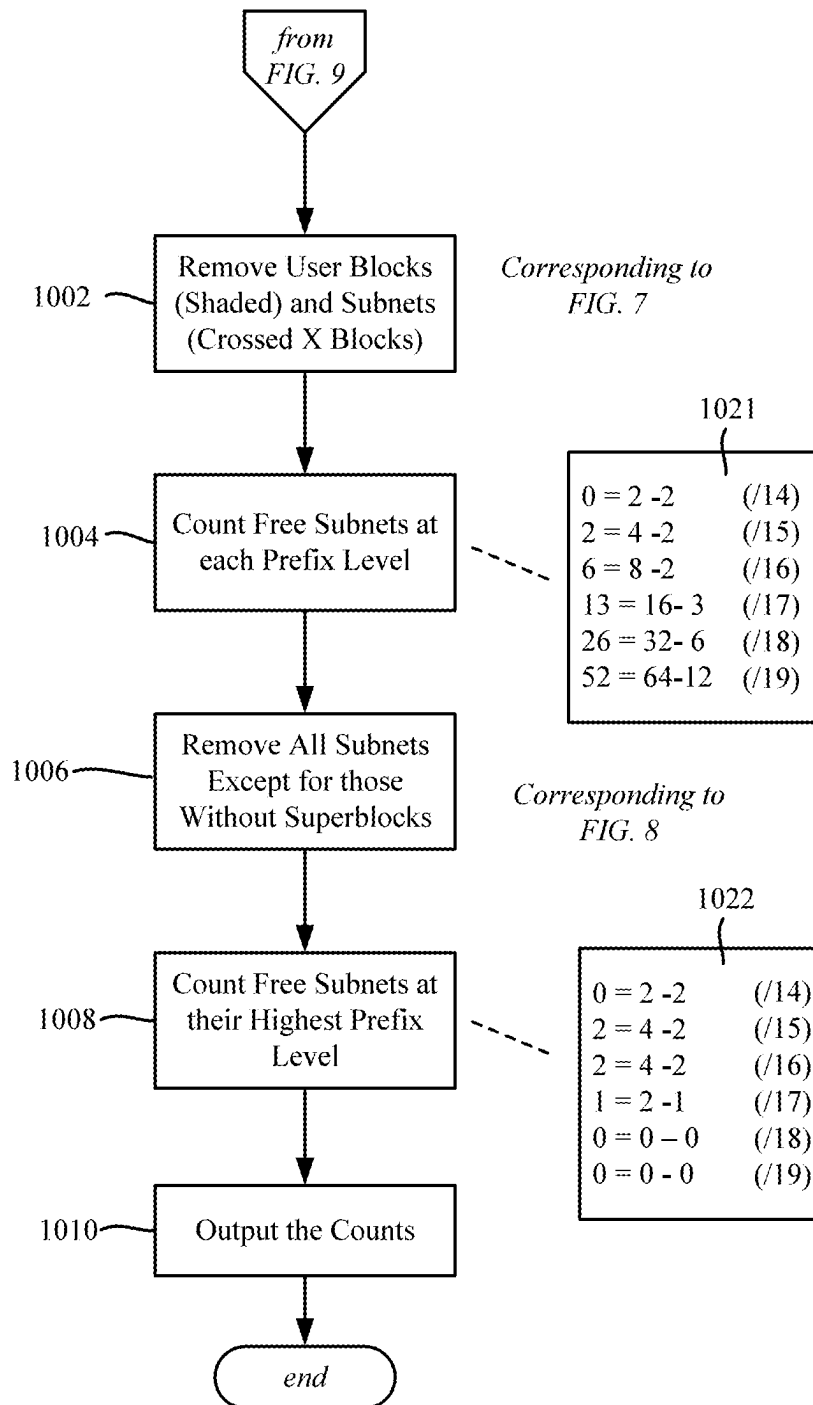 from
FIG. 9
1002
Remove User Blocks
(Shaded) and Subnets
(Crossed X Blocks)
Corresponding to
FIG. 7
1021
1004
Count Free Subnets at
each Prefix Level
0 = 2 -2 (/14)
2 = 4 -2 (/15)
6 = 8 -2 (/16)
13 = 16- 3 (/17)
26 = 32- 6 (/18)
52 = 64-12 (/19)
1006
Remove All Subnets
Except for those
Without Superblocks
Corresponding to
FIG. 8
1022
1008
Count Free Subnets at
their Highest Prefix
Level
0 = 2 -2 (/14)
2 = 4 -2 (/15)
2 = 4 -2 (/16)
1 = 2 -1 (/17)
0 = 0 – 0 (/18)
0 = 0 - 0 (/19)
1010
Output the Counts
end